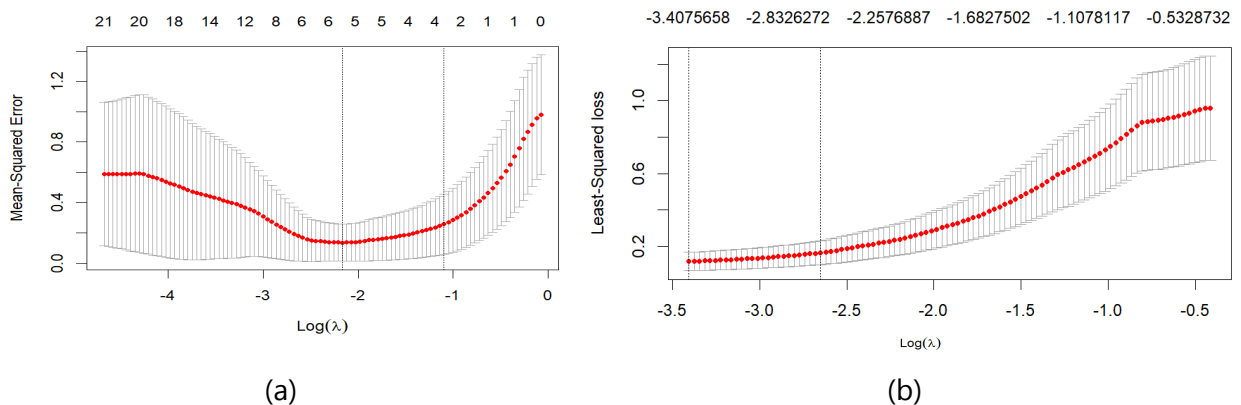 21 20 18 14 12 8 6 6 5 5 4 4 2 1 1 0
Mean-Squared Error
0.0 0.4 0.8 1.2
-4 -3 -2 -1 0
Log(λ)
(a)
-3.4075658 -2.8326272 -2.2576887 -1.6827502 -1.1078117 -0.5328732
Least-Squared loss
0.2 0.6 1.0
-3.5 -3.0 -2.5 -2.0 -1.5 -1.0 -0.5
Log(λ)
(b)